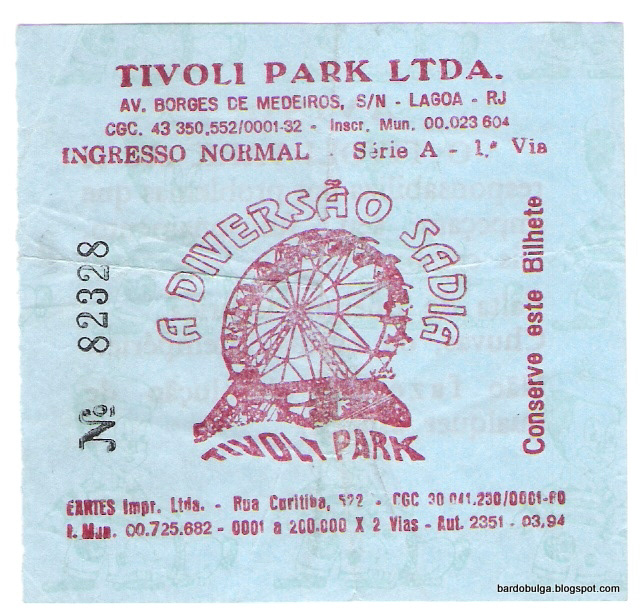 TIVOLI PARK LTDA.
AV. BORGES DE MEDEIROS, S/N - LAGOA - RJ
CGC. 43 350.552/0001-32 - Inscr. Mun. 00.023 604
INGRESSO NORMAL - Série A - 1.ª Via
A DIVERSÃO SADIA
TIVOLI PARK
Nº 82328
Conserve este Bilhete
Impr. Ltda. - Rua Curitiba, 522 - CGC 30 041.230/0001-60
I. Mun. 00.725.682 - 0001 a 200.000 X 2 Vias - Aut. 2351 - 03,94
bardobulga.blogspot.com